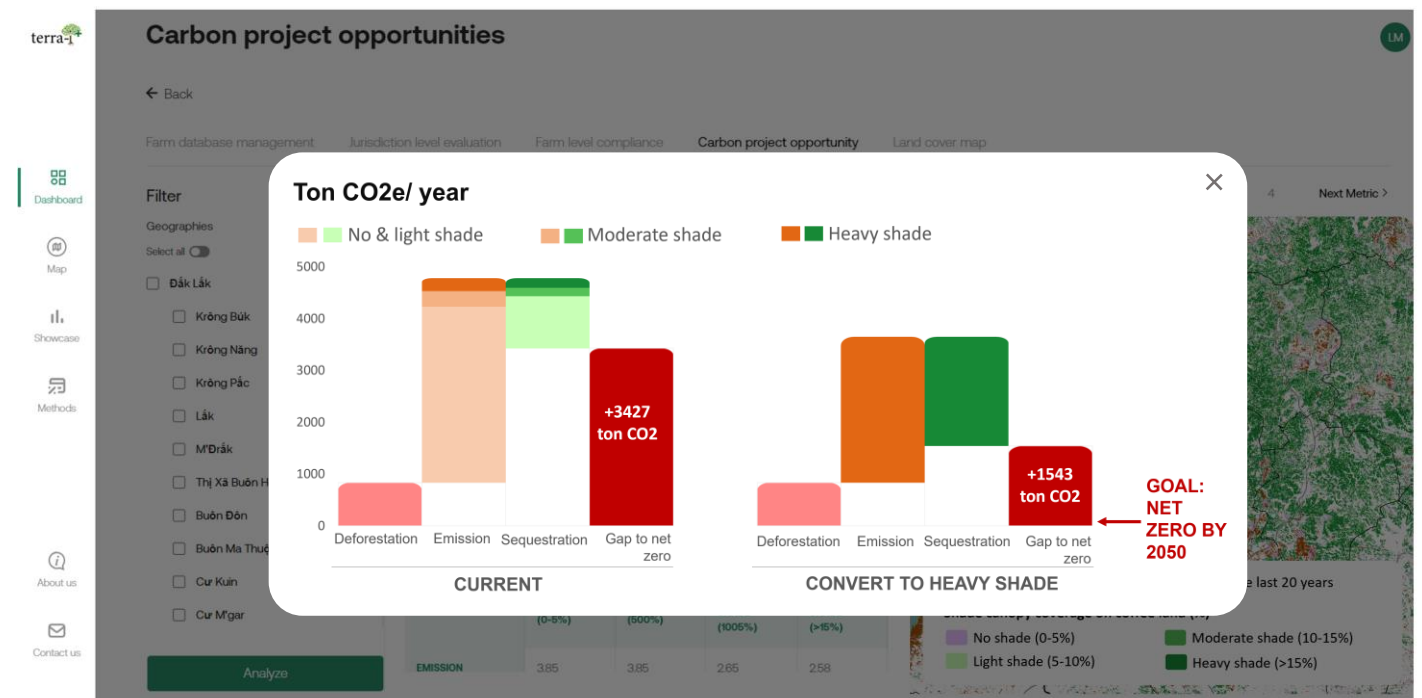 terra-i+
Carbon project opportunities
LM
Back
Farm database management
Jurisdiction level evaluation
Farm level compliance
Carbon project opportunity
Land cover map
Dashboard
Map
Showcase
Methods
About us
Contact us
Filter
Geographies
Select all
Đắk Lắk
Krông Búk
Krông Năng
Krông Pắc
Lắk
M'Đrắk
Thị Xã Buôn H
Buôn Đôn
Buôn Ma Thuộ
Cư Kuin
Cư M'gar
Analyze
4
Next Metric >
Ton CO2e/ year
No & light shade
Moderate shade
Heavy shade
5000
4000
3000
2000
1000
0
+3427
ton CO2
Deforestation
Emission
Sequestration
Gap to net
zero
CURRENT
+1543
ton CO2
Deforestation
Emission
Sequestration
Gap to net
zero
CONVERT TO HEAVY SHADE
GOAL:
NET
ZERO BY
2050
(0-5%)
(500%)
(1005%)
(>15%)
EMISSION
3.85
3.85
2.65
2.58
e last 20 years
No shade (0-5%)
Moderate shade (10-15%)
Light shade (5-10%)
Heavy shade (>15%)